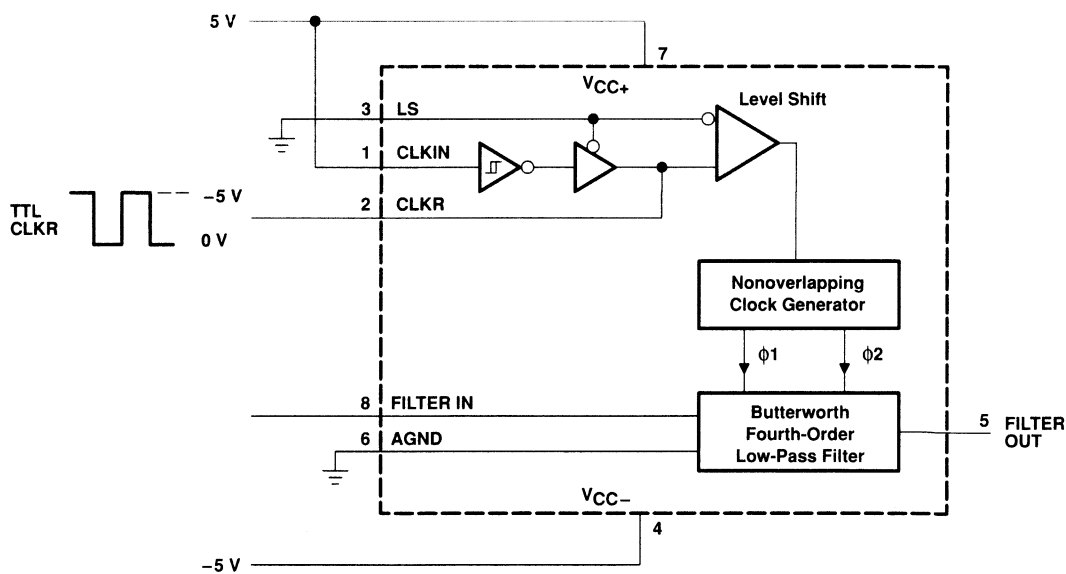 5 V
7
VCC+
Level Shift
3 LS
1 CLKIN
–5 V
TTL
CLKR
2 CLKR
0 V
Nonoverlapping
Clock Generator
ϕ1
ϕ2
8 FILTER IN
6 AGND
Butterworth
Fourth-Order
Low-Pass Filter
5 FILTER
OUT
VCC–
4
–5 V